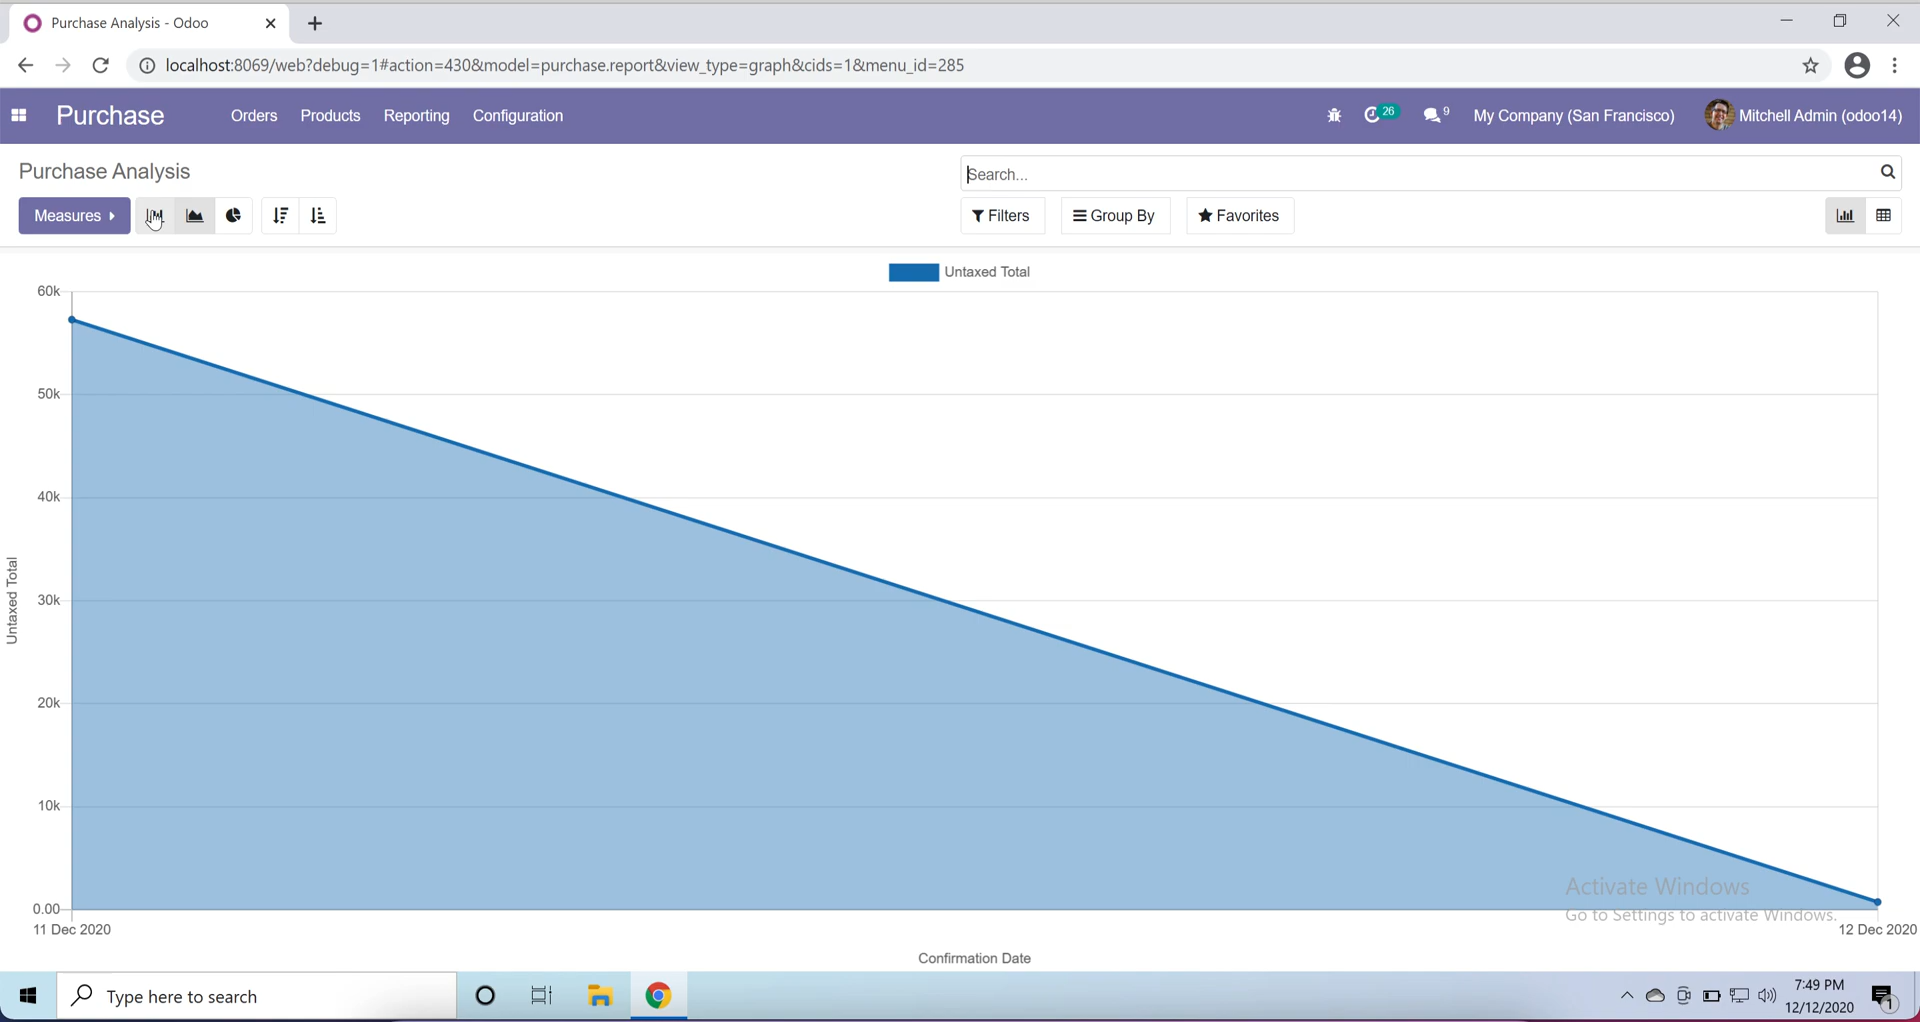 Purchase Analysis - Odoo
localhost:8069/web?debug=1#action=430&model=purchase.report&view_type=graph&cids=1&menu_id=285
Purchase Orders Products Reporting Configuration 26 9 My Company (San Francisco) Mitchell Admin (odoo14)
Purchase Analysis
Search...
Measures Filters Group By Favorites
Untaxed Total
60k
50k
40k
30k
20k
10k
0.00
Untaxed Total
11 Dec 2020 12 Dec 2020
Confirmation Date
Activate Windows
Go to Settings to activate Windows.
Type here to search
7:49 PM
12/12/2020
1